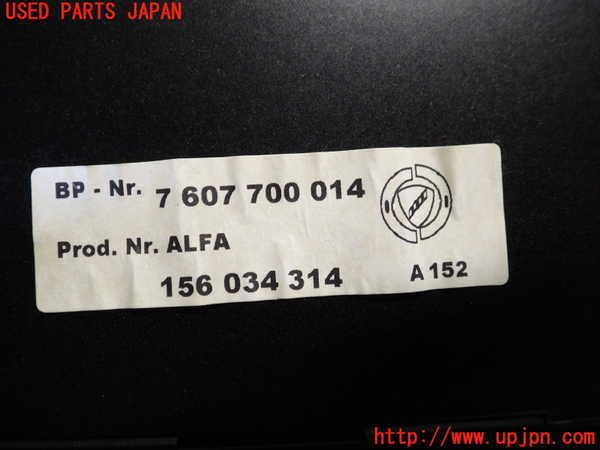 USED PARTS JAPAN
BP - Nr. 7 607 700 014
Prod. Nr. ALFA
156 034 314 A 152
http://www.upjpn.com